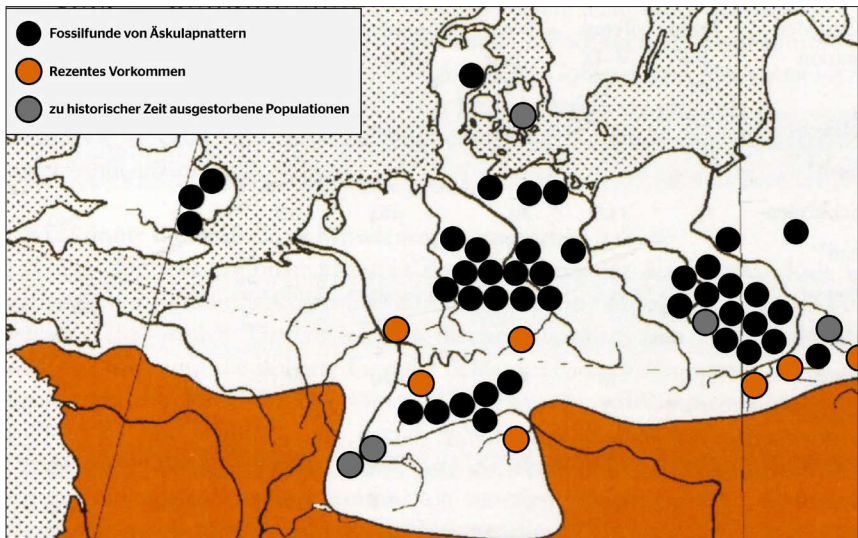 Fossilfunde von Äskulapnattern
Rezentes Vorkommen
zu historischer Zeit ausgestorbene Populationen